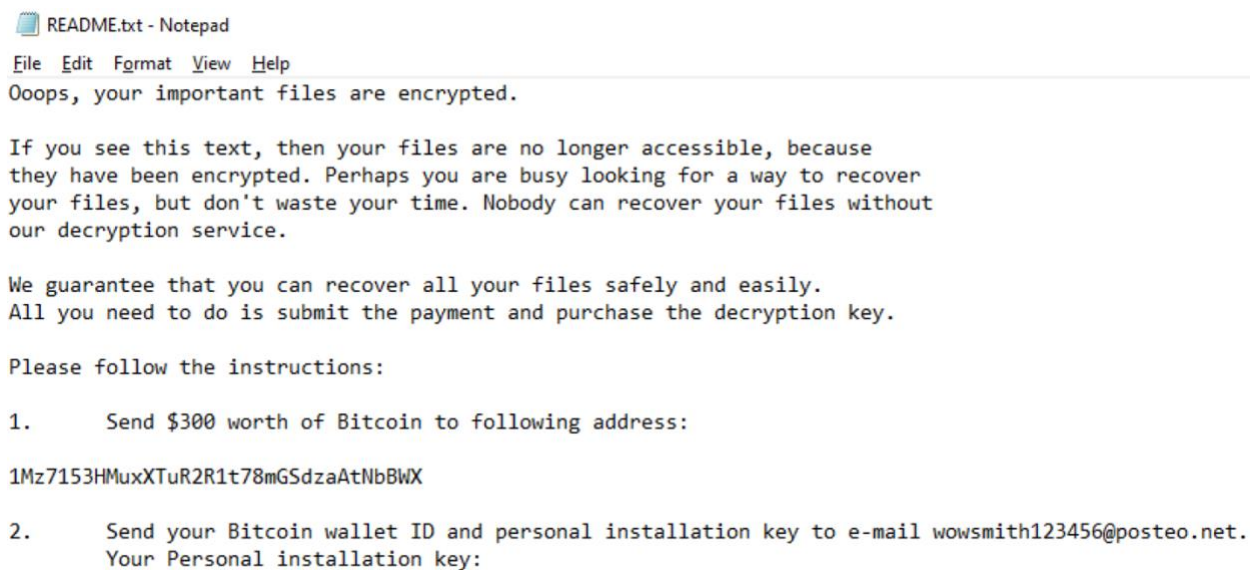 README.txt - Notepad
File Edit Format View Help
Ooops, your important files are encrypted.
If you see this text, then your files are no longer accessible, because
they have been encrypted. Perhaps you are busy looking for a way to recover
your files, but don't waste your time. Nobody can recover your files without
our decryption service.
We guarantee that you can recover all your files safely and easily.
All you need to do is submit the payment and purchase the decryption key.
Please follow the instructions:
1. Send $300 worth of Bitcoin to following address:
1Mz7153HMuxXTuR2R1t78mGSdzaAtNbBWX
2. Send your Bitcoin wallet ID and personal installation key to e-mail wowsmith123456@posteo.net.
Your Personal installation key: